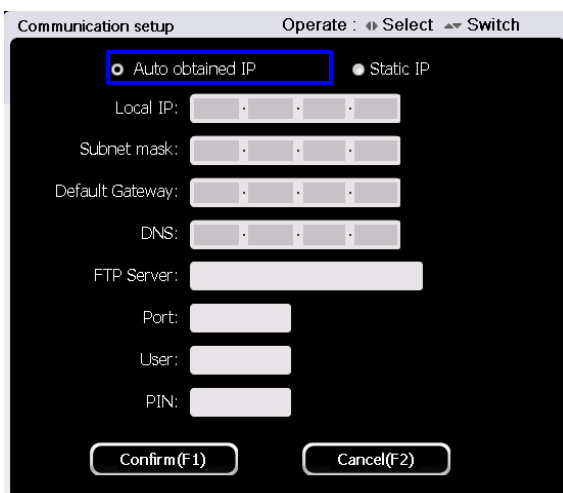 Communication setup Operate : Select Switch
Auto obtained IP Static IP
Local IP: . . .
Subnet mask: . . .
Default Gateway: . . .
DNS: . . .
FTP Server:
Port:
User:
PIN:
Confirm(F1) Cancel(F2)